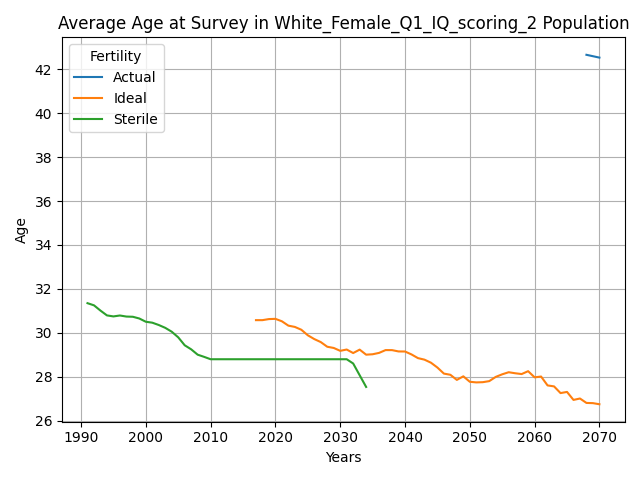 Average Age at Survey in White_Female_Q1_IQ_scoring_2 Population
Fertility
Actual
Ideal
Sterile
Age
42
40
38
36
34
32
30
28
26
1990
2000
2010
2020
2030
2040
2050
2060
2070
Years